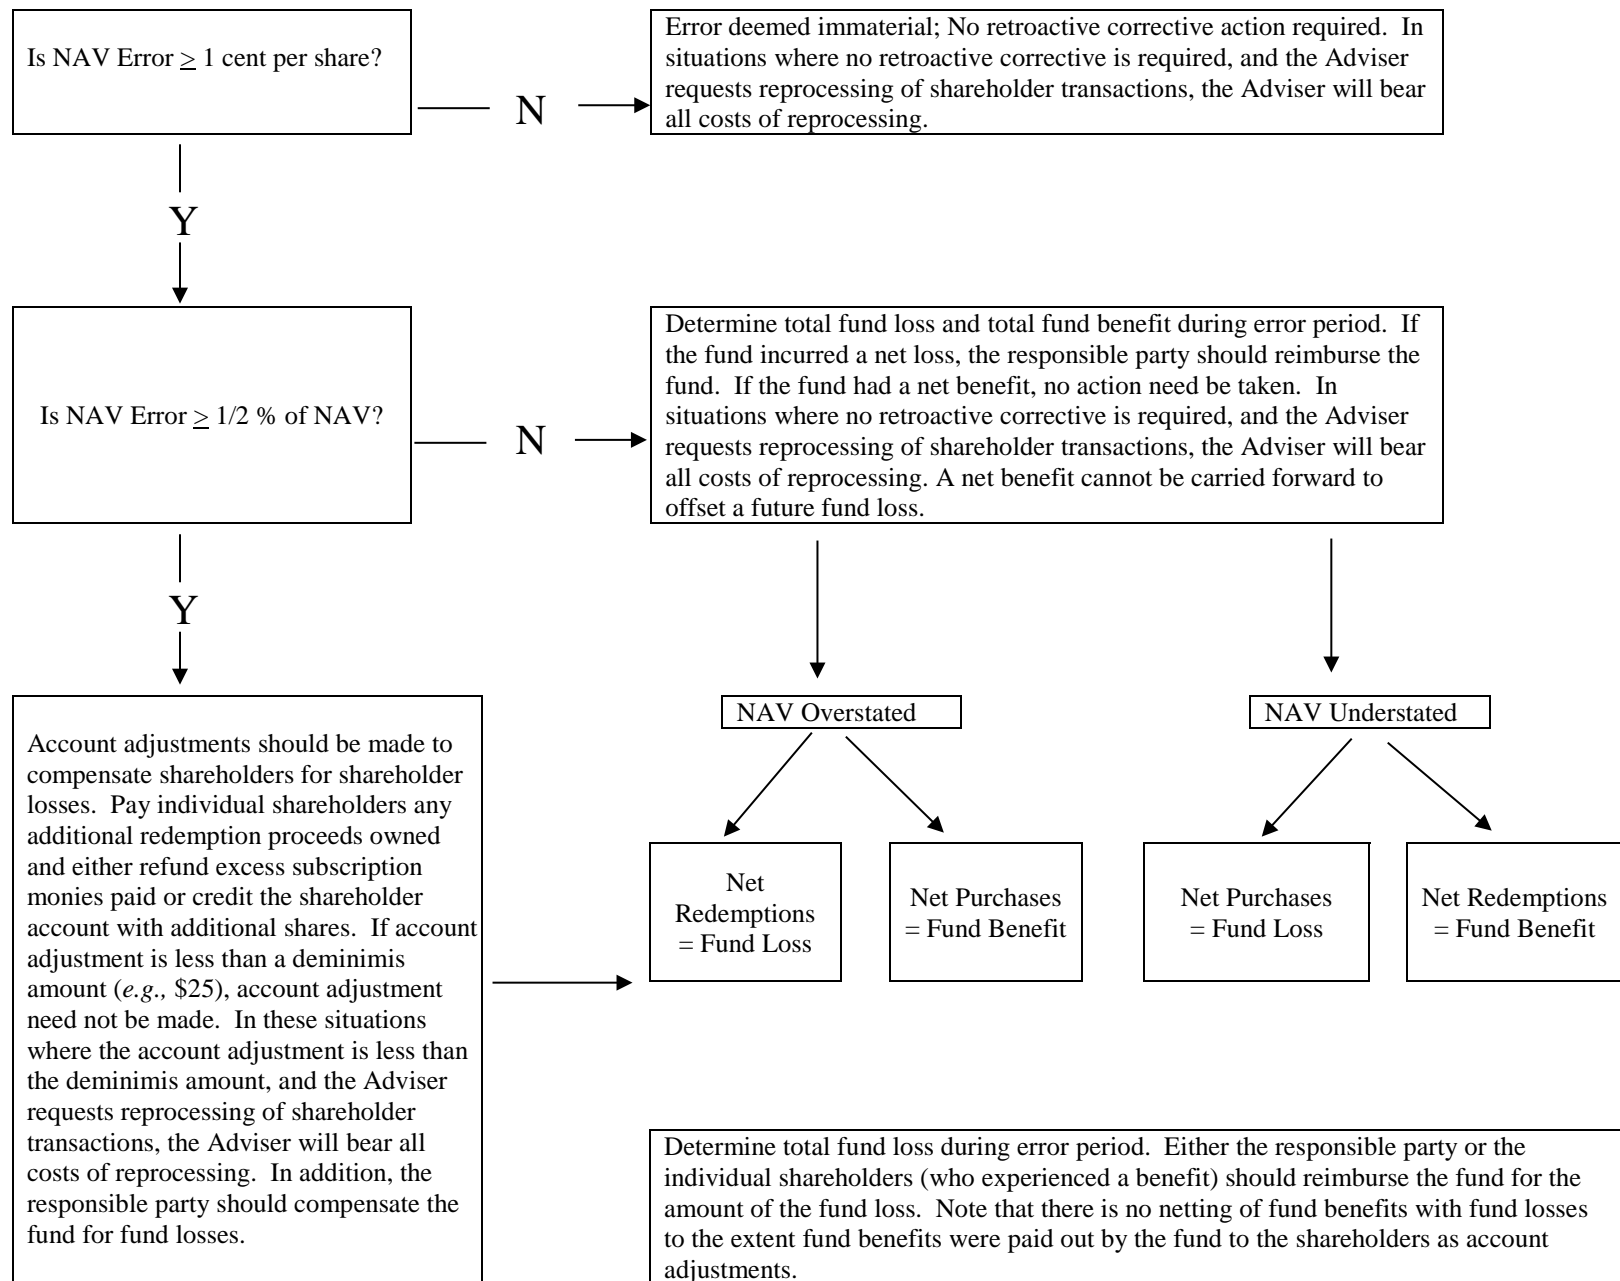 Is NAV Error ≥ 1 cent per share?
N
Error deemed immaterial; No retroactive corrective action required.  In
situations where no retroactive corrective is required, and the Adviser
requests reprocessing of shareholder transactions, the Adviser will bear
all costs of reprocessing.
Y
Is NAV Error ≥ 1/2 % of NAV?
N
Determine total fund loss and total fund benefit during error period.  If
the fund incurred a net loss, the responsible party should reimburse the
fund.  If the fund had a net benefit, no action need be taken.  In
situations where no retroactive corrective is required, and the Adviser
requests reprocessing of shareholder transactions, the Adviser will bear
all costs of reprocessing. A net benefit cannot be carried forward to
offset a future fund loss.
Y
NAV Overstated
NAV Understated
Net
Redemptions
= Fund Loss
Net Purchases
= Fund Benefit
Net Purchases
= Fund Loss
Net Redemptions
= Fund Benefit
Account adjustments should be made to
compensate shareholders for shareholder
losses.  Pay individual shareholders any
additional redemption proceeds owned
and either refund excess subscription
monies paid or credit the shareholder
account with additional shares.  If account
adjustment is less than a deminimis
amount (e.g., $25), account adjustment
need not be made.  In these situations
where the account adjustment is less than
the deminimis amount, and the Adviser
requests reprocessing of shareholder
transactions, the Adviser will bear all
costs of reprocessing.  In addition, the
responsible party should compensate the
fund for fund losses.
Determine total fund loss during error period.  Either the responsible party or the
individual shareholders (who experienced a benefit) should reimburse the fund for the
amount of the fund loss.  Note that there is no netting of fund benefits with fund losses
to the extent fund benefits were paid out by the fund to the shareholders as account
adjustments.